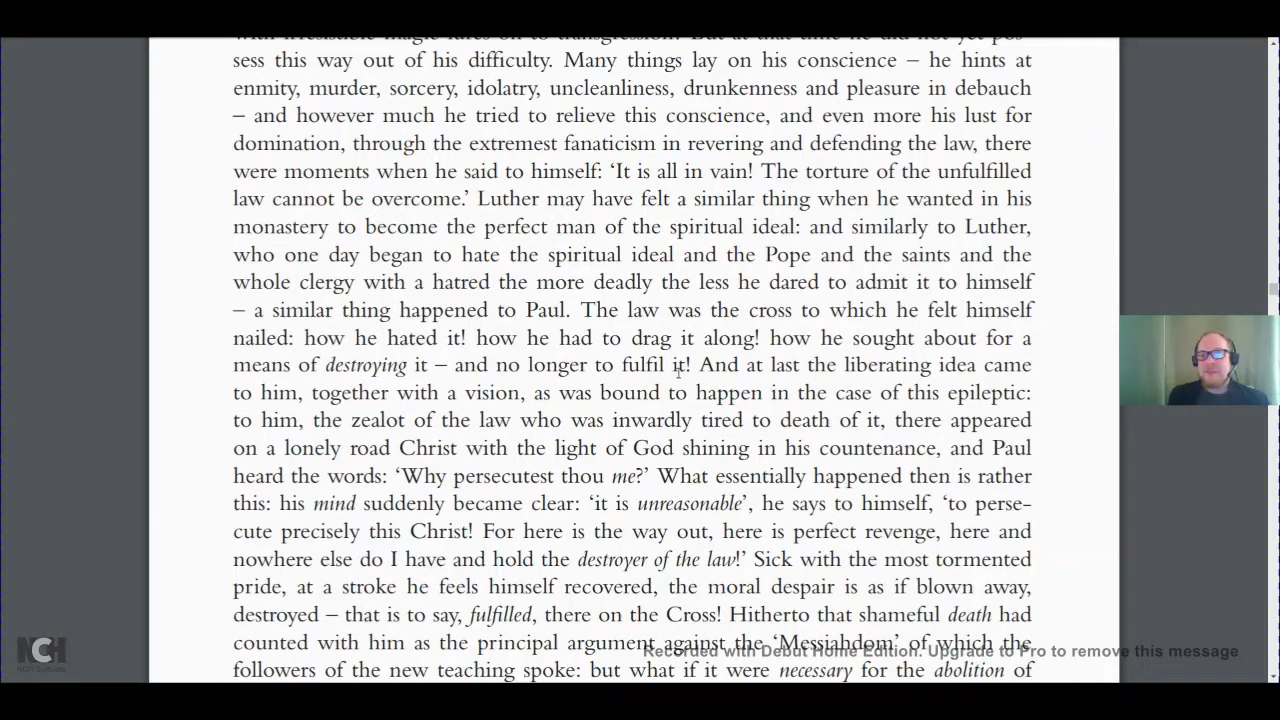 with irresistible magic lures on to transgression? But at that time he did not yet pos-
sess this way out of his difficulty. Many things lay on his conscience – he hints at
enmity, murder, sorcery, idolatry, uncleanliness, drunkenness and pleasure in debauch
– and however much he tried to relieve this conscience, and even more his lust for
domination, through the extremest fanaticism in revering and defending the law, there
were moments when he said to himself: ‘It is all in vain! The torture of the unfulfilled
law cannot be overcome.’ Luther may have felt a similar thing when he wanted in his
monastery to become the perfect man of the spiritual ideal: and similarly to Luther,
who one day began to hate the spiritual ideal and the Pope and the saints and the
whole clergy with a hatred the more deadly the less he dared to admit it to himself
– a similar thing happened to Paul. The law was the cross to which he felt himself
nailed: how he hated it! how he had to drag it along! how he sought about for a
means of destroying it – and no longer to fulfil it! And at last the liberating idea came
to him, together with a vision, as was bound to happen in the case of this epileptic:
to him, the zealot of the law who was inwardly tired to death of it, there appeared
on a lonely road Christ with the light of God shining in his countenance, and Paul
heard the words: ‘Why persecutest thou me?’ What essentially happened then is rather
this: his mind suddenly became clear: ‘it is unreasonable’, he says to himself, ‘to perse-
cute precisely this Christ! For here is the way out, here is perfect revenge, here and
nowhere else do I have and hold the destroyer of the law!’ Sick with the most tormented
pride, at a stroke he feels himself recovered, the moral despair is as if blown away,
destroyed – that is to say, fulfilled, there on the Cross! Hitherto that shameful death had
counted with him as the principal argument against the ‘Messiahdom’ of which the
followers of the new teaching spoke: but what if it were necessary for the abolition of
NCH
Recorded with Debut Home Edition. Upgrade to Pro to remove this message